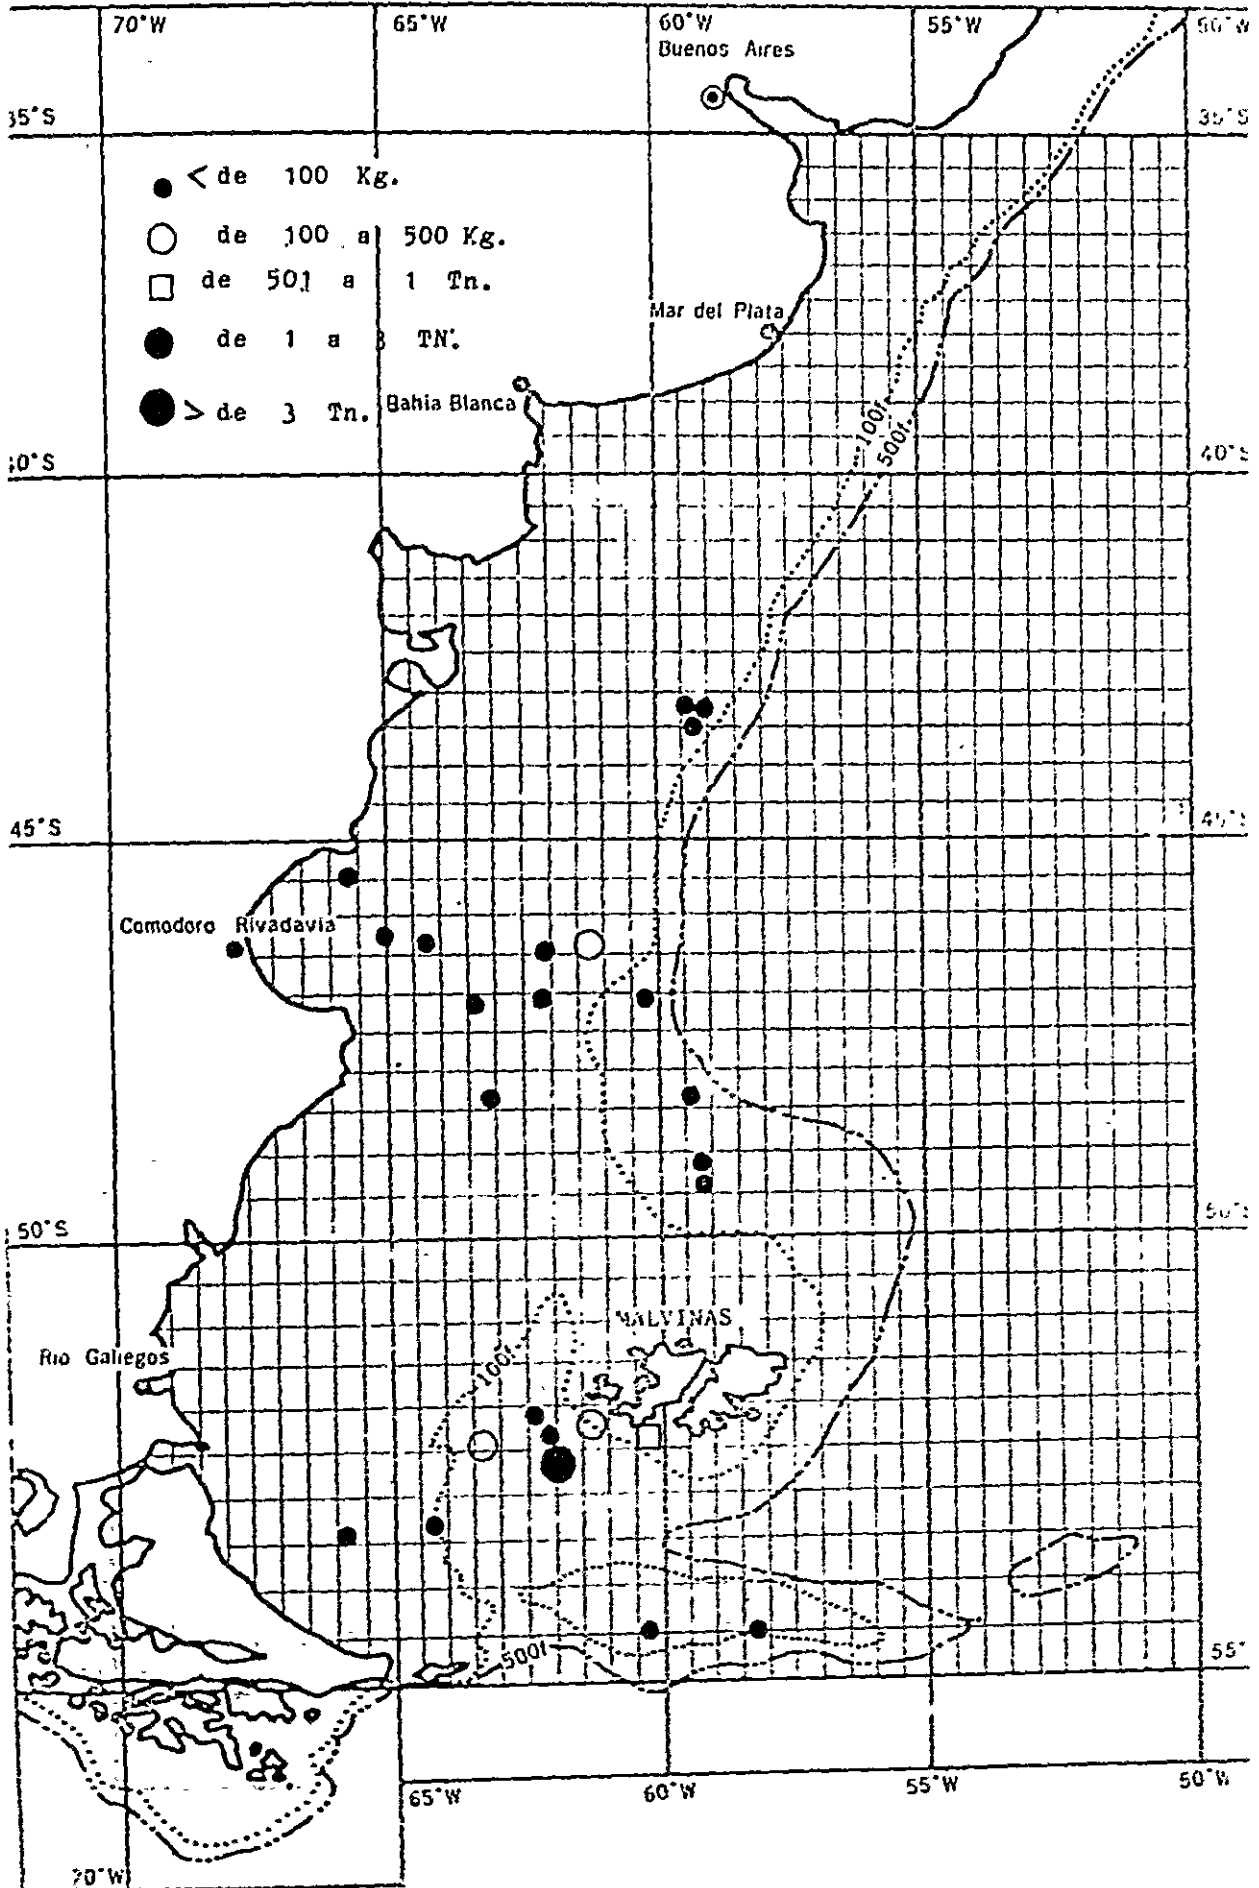 70°W 65°W 60°W 55°W 50°W
Buenos Aires
35°S 35°S
< de 100 Kg.
de 100 a 500 Kg.
de 501 a 1 Tn.
Mar del Plata
de 1 a 3 TN.
> de 3 Tn.
Bahia Blanca
100f.
500f.
40°S 40°S
45°S 45°S
Comodoro Rivadavia
50°S 50°S
MALVINAS
Rio Gallegos
100f.
500f
55°
65°W 60°W 55°W 50°W
70°W